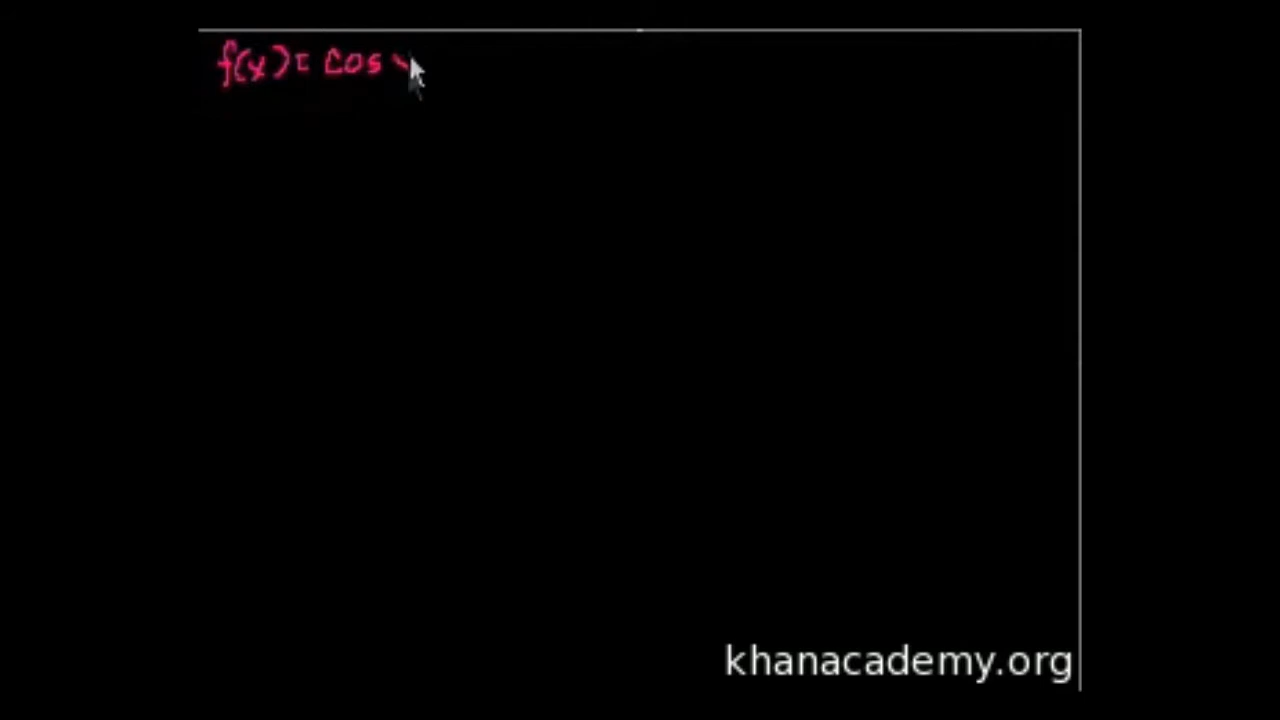 f(x) = cos
khanacademy.org